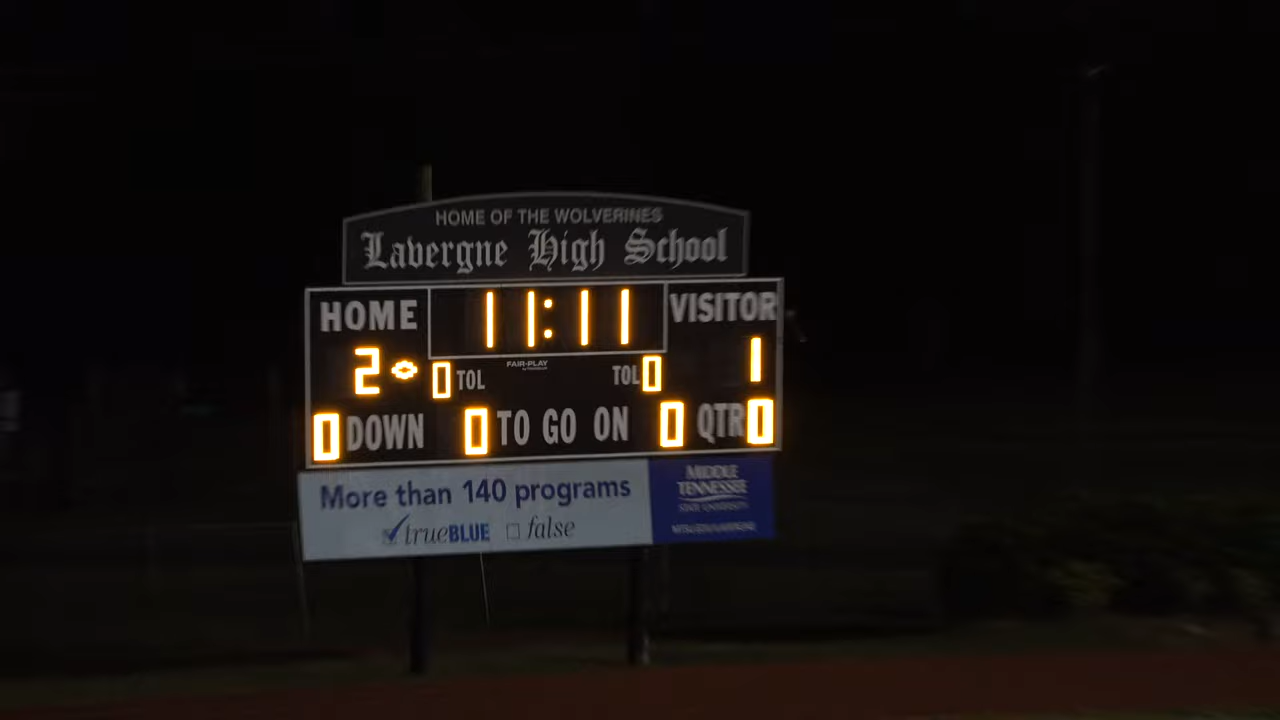 HOME OF THE WOLVERINES
Lavergne High School
HOME 11:11 VISITOR
2 0 TOL FAIR-PLAY TOL 0 1
0 DOWN 0 TO GO ON 0 QTR 0
More than 140 programs
trueBLUE false
MIDDLE
TENNESSEE
STATE UNIVERSITY